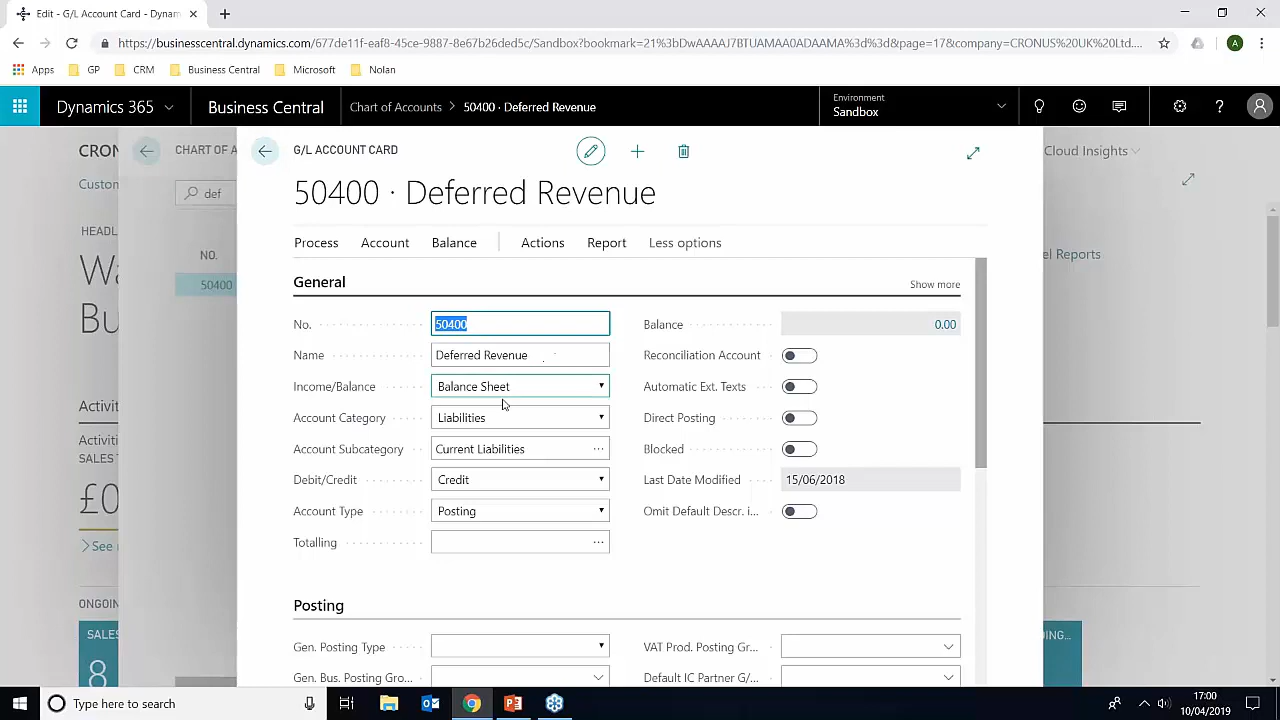 Edit - G/L Account Card - Dynam
https://businesscentral.dynamics.com/677de11f-eaf8-45ce-9887-8e67b26ded5c/Sandbox?bookmark=21%3bDwAAAAJ7BTUAMAA0ADAAMA%3d%3d&page=17&company=CRONUS%20UK%20Ltd....
A
Apps GP CRM Business Central Microsoft Nolan
Dynamics 365 Business Central Chart of Accounts > 50400 · Deferred Revenue
Environment
Sandbox
?
CRON
CHART OF A
G/L ACCOUNT CARD
Cloud Insights
Custom
def
50400 · Deferred Revenue
HEADL
Process Account Balance Actions Report Less options
NO.
Wa
el Reports
50400
General
Show more
Bu
No. 50400
Balance 0.00
Name Deferred Revenue
Reconciliation Account
Income/Balance Balance Sheet
Automatic Ext. Texts
Activi
Account Category Liabilities
Direct Posting
Activiti
SALES T
Account Subcategory Current Liabilities
Blocked
Debit/Credit Credit
Last Date Modified 15/06/2018
£0
Account Type Posting
Omit Default Descr. i...
>See
Totalling
ONGOIN
Posting
SALES
ING...
8
Gen. Posting Type
VAT Prod. Posting Gr...
Gen. Bus. Posting Gro...
Default IC Partner G/...
Type here to search
17:00
10/04/2019